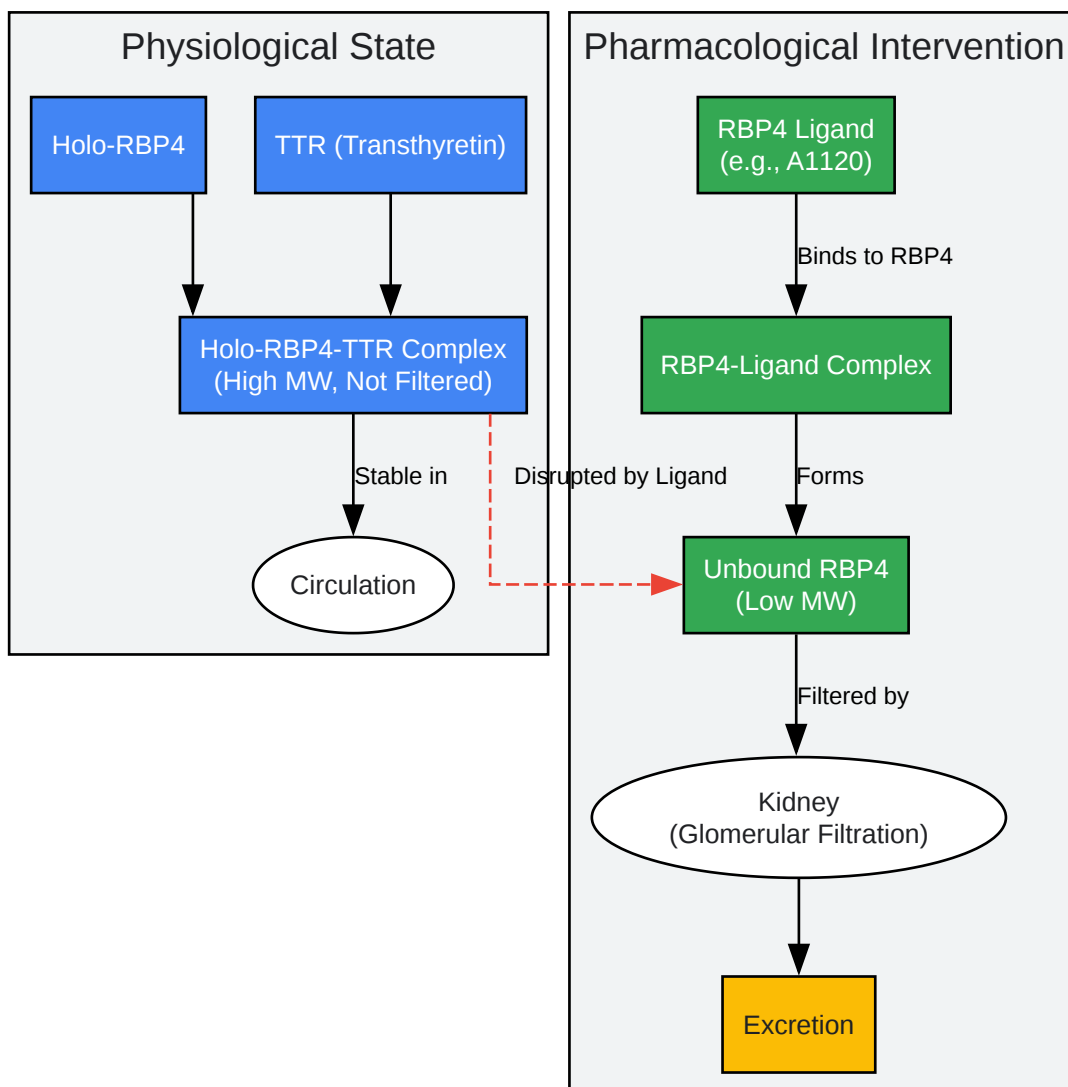 Physiological State
Holo-RBP4
TTR (Transthyretin)
Holo-RBP4-TTR Complex
(High MW, Not Filtered)
Stable in
Circulation
Disrupted by Ligand
Pharmacological Intervention
RBP4 Ligand
(e.g., A1120)
Binds to RBP4
RBP4-Ligand Complex
Forms
Unbound RBP4
(Low MW)
Filtered by
Kidney
(Glomerular Filtration)
Excretion